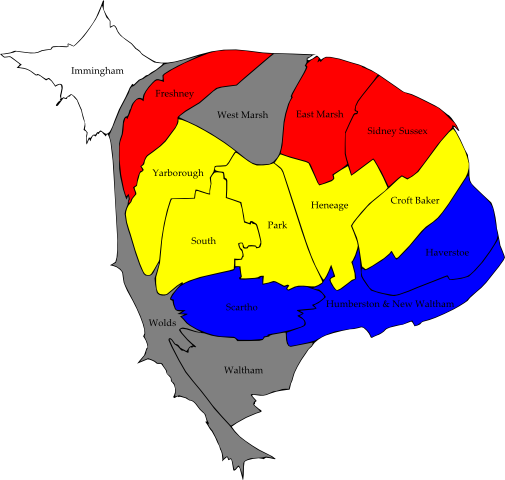 Immingham
Freshney
West Marsh
East Marsh
Sidney Sussex
Yarborough
Croft Baker
Heneage
Park
South
Haverstoe
Scartho
Humberston & New Waltham
Wolds
Waltham